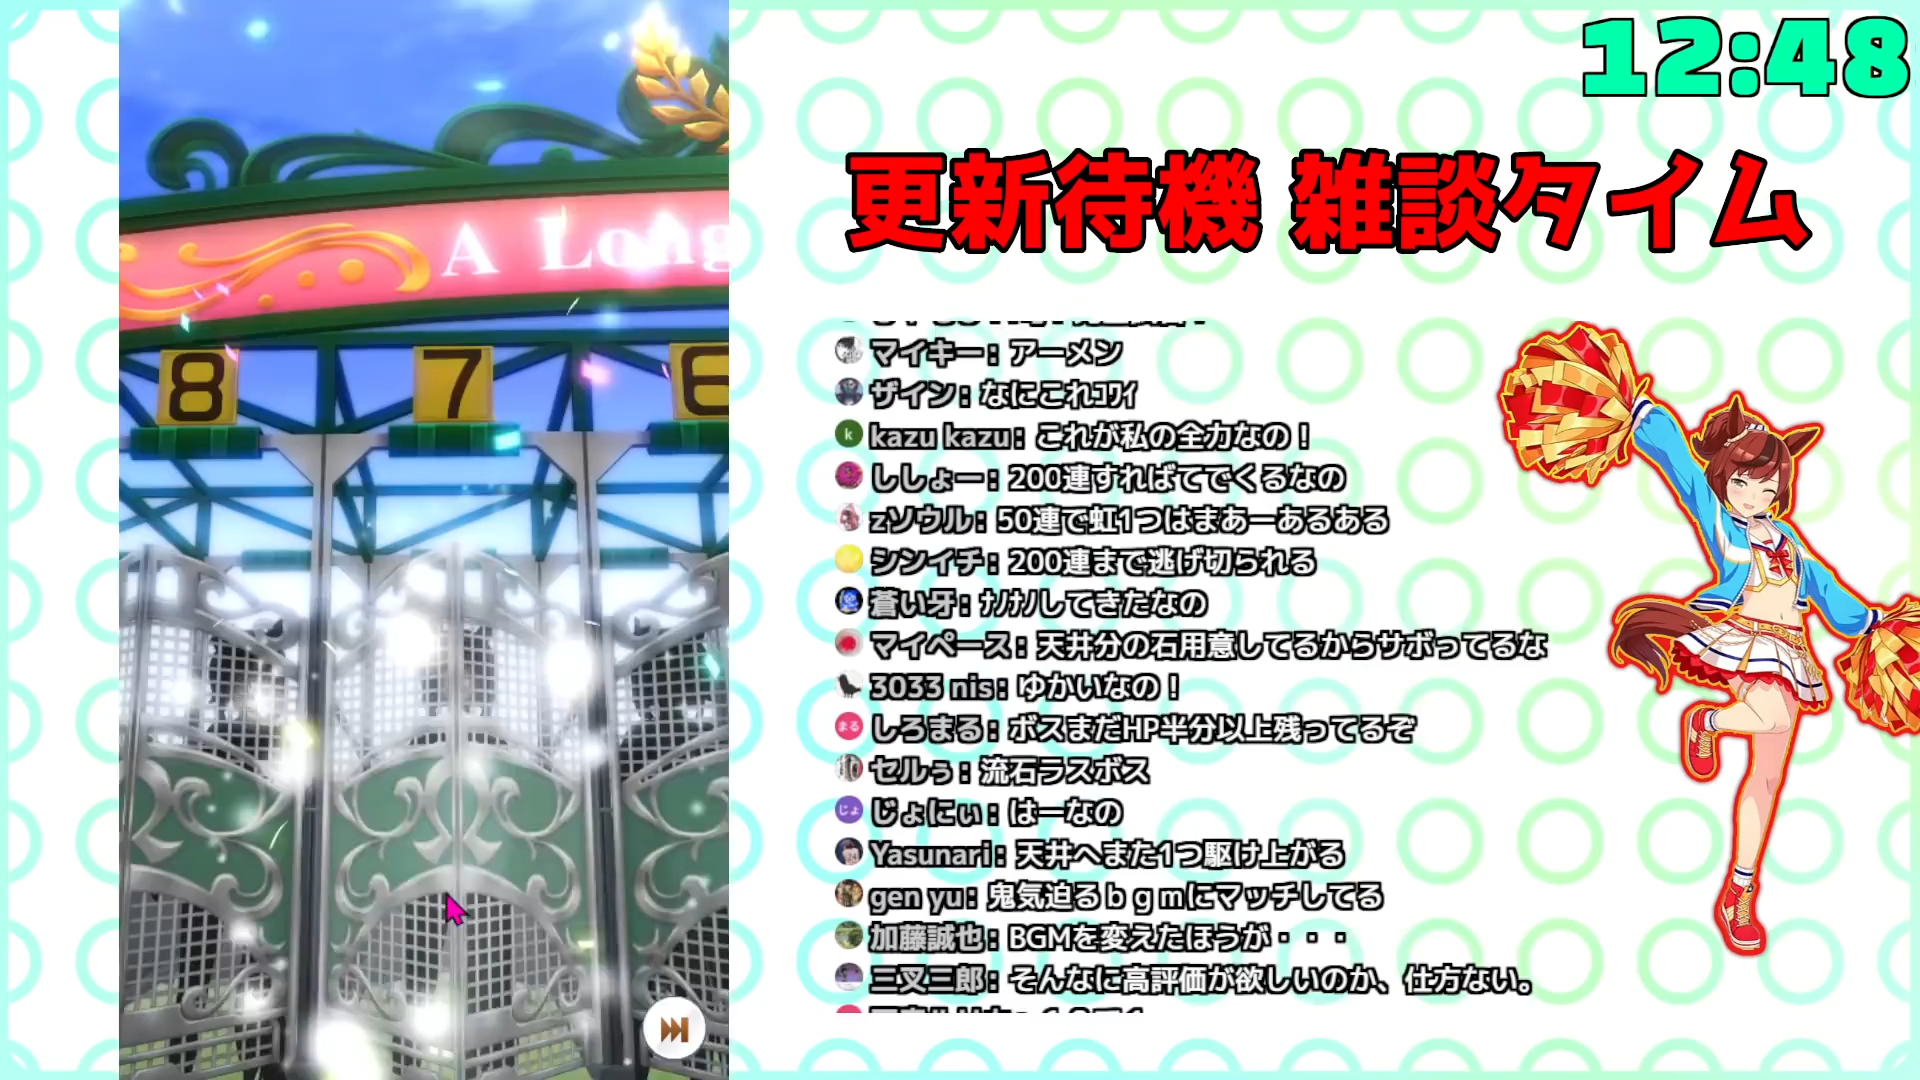 12:48
更新待機 雑談タイム
A Long
8 7 6
マイキー: アーメン
ザイン: なにこれｺﾜｲ
k kazu kazu: これが私の全力なの！
ししょー: 200連すればてでくるなの
zソウル: 50連で虹1つはまあーあるある
シンイチ: 200連まで逃げ切られる
蒼い牙: ﾅﾉﾅﾉしてきたなの
マイペース: 天井分の石用意してるからサボってるな
3033 nis: ゆかいなの！
まる しろまる: ボスまだHP半分以上残ってるぞ
セルぅ: 流石ラスボス
じょ じょにぃ: はーなの
Yasunari: 天井へまた1つ駆け上がる
gen yu: 鬼気迫るｂｇｍにマッチしてる
加藤誠也: BGMを変えたほうが・・・
三叉三郎: そんなに高評価が欲しいのか、仕方ない。